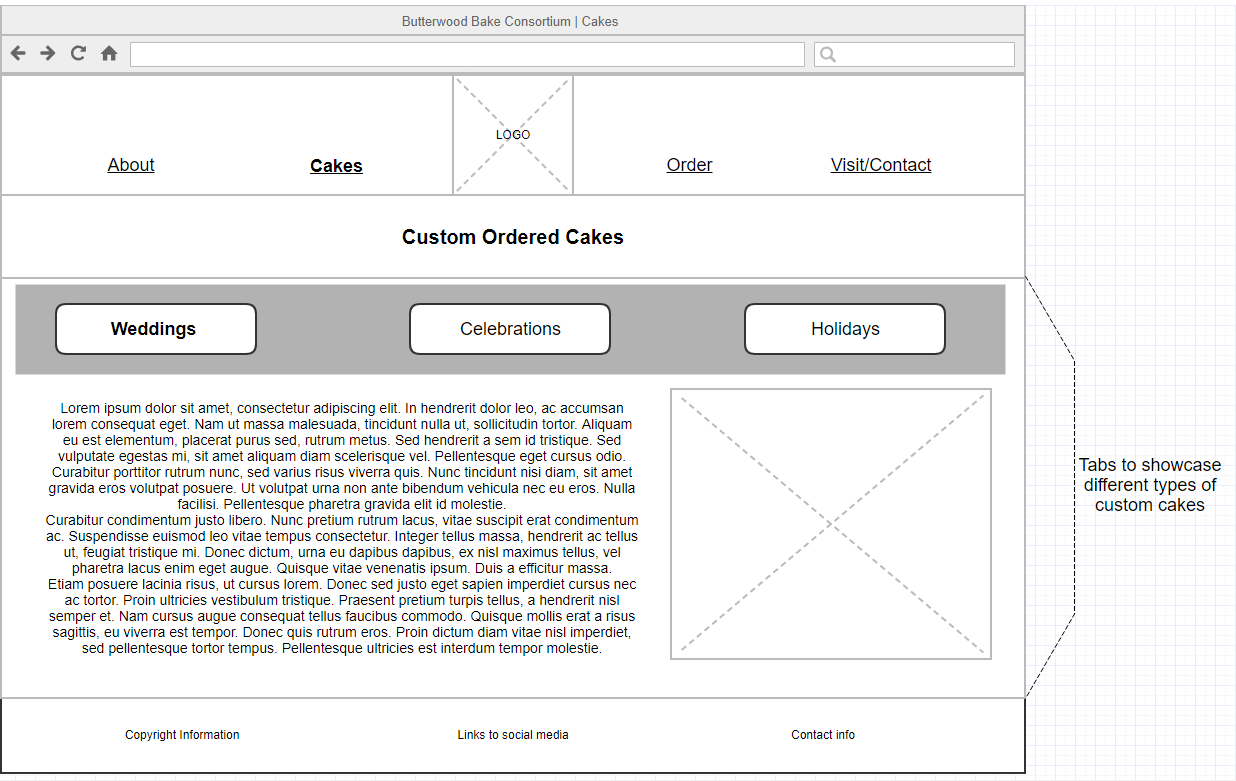 Butterwood Bake Consortium | Cakes
LOGO
About
Cakes
Order
Visit/Contact
Custom Ordered Cakes
Weddings
Celebrations
Holidays
Lorem ipsum dolor sit amet, consectetur adipiscing elit. In hendrerit dolor leo, ac accumsan
lorem consequat eget. Nam ut massa malesuada, tincidunt nulla ut, sollicitudin tortor. Aliquam
eu est elementum, placerat purus sed, rutrum metus. Sed hendrerit a sem id tristique. Sed
vulputate egestas mi, sit amet aliquam diam scelerisque vel. Pellentesque eget cursus odio.
Curabitur porttitor rutrum nunc, sed varius risus viverra quis. Nunc tincidunt nisi diam, sit amet
gravida eros volutpat posuere. Ut volutpat urna non ante bibendum vehicula nec eu eros. Nulla
facilisi. Pellentesque pharetra gravida elit id molestie.
Curabitur condimentum justo libero. Nunc pretium rutrum lacus, vitae suscipit erat condimentum
ac. Suspendisse euismod leo vitae tempus consectetur. Integer tellus massa, hendrerit ac tellus
ut, feugiat tristique mi. Donec dictum, urna eu dapibus dapibus, ex nisl maximus tellus, vel
pharetra lacus enim eget augue. Quisque vitae venenatis ipsum. Duis a efficitur massa.
Etiam posuere lacinia risus, ut cursus lorem. Donec sed justo eget sapien imperdiet cursus nec
ac tortor. Proin ultricies vestibulum tristique. Praesent pretium turpis tellus, a hendrerit nisl
semper et. Nam cursus augue consequat tellus faucibus commodo. Quisque mollis erat a risus
sagittis, eu viverra est tempor. Donec quis rutrum eros. Proin dictum diam vitae nisl imperdiet,
sed pellentesque tortor tempus. Pellentesque ultricies est interdum tempor molestie.
Tabs to showcase
different types of
custom cakes
Copyright Information
Links to social media
Contact info